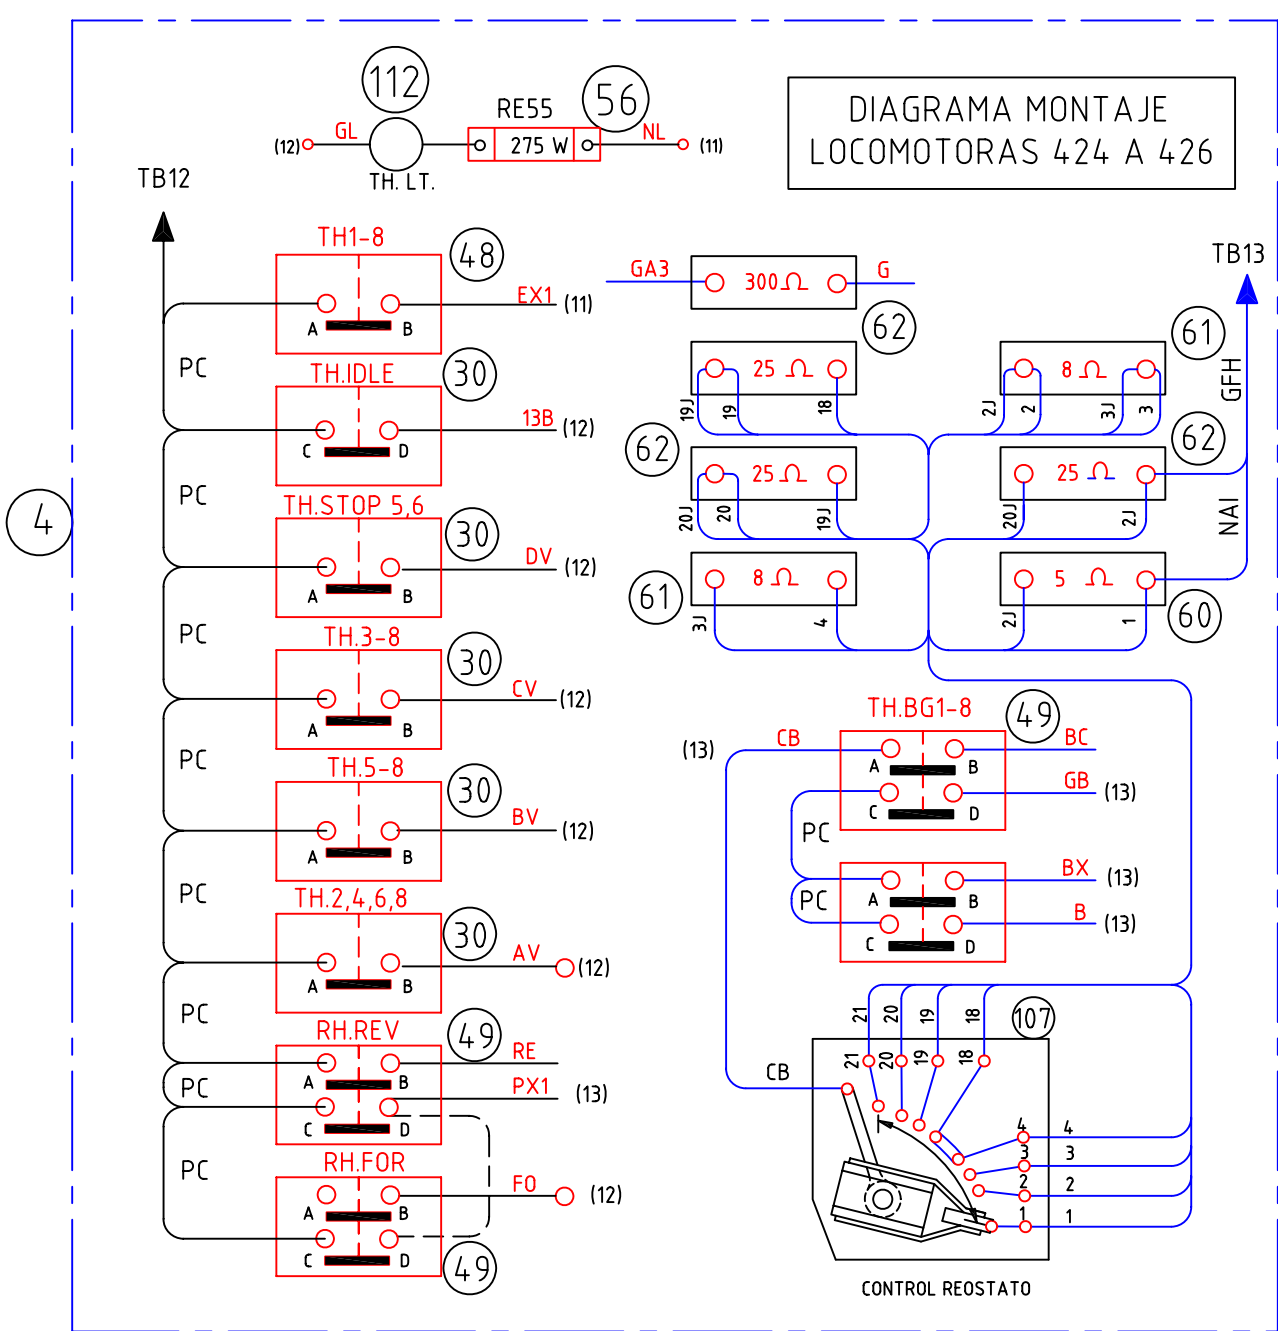 112
56
RE55
(12)
GL
275 W
NL
(11)
TH. LT.
DIAGRAMA MONTAJE
LOCOMOTORAS 424 A 426
TB12
TB13
4
TH1-8
48
EX1
(11)
A
B
PC
TH.IDLE
30
13B
(12)
C
D
PC
TH.STOP 5,6
30
DV
(12)
A
B
PC
TH.3-8
30
CV
(12)
A
B
PC
TH.5-8
30
BV
(12)
A
B
PC
TH.2,4,6,8
30
AV
(12)
A
B
PC
RH.REV
49
RE
A
B
PC
PX1
(13)
C
D
PC
RH.FOR
FO
(12)
A
B
C
D
49
GA3
300Ω
G
62
25 Ω
19J
19
18
61
8 Ω
2J
2
3J
3
GFH
62
25 Ω
20J
20
19J
62
25 Ω
20J
2J
NAI
61
8 Ω
3J
4
5 Ω
60
2J
1
TH.BG1-8
49
(13)
CB
BC
A
B
GB
(13)
C
D
PC
BX
(13)
A
B
PC
B
(13)
C
D
21
20
19
18
107
21
20
19
18
CB
4
4
3
3
2
2
1
1
CONTROL REOSTATO